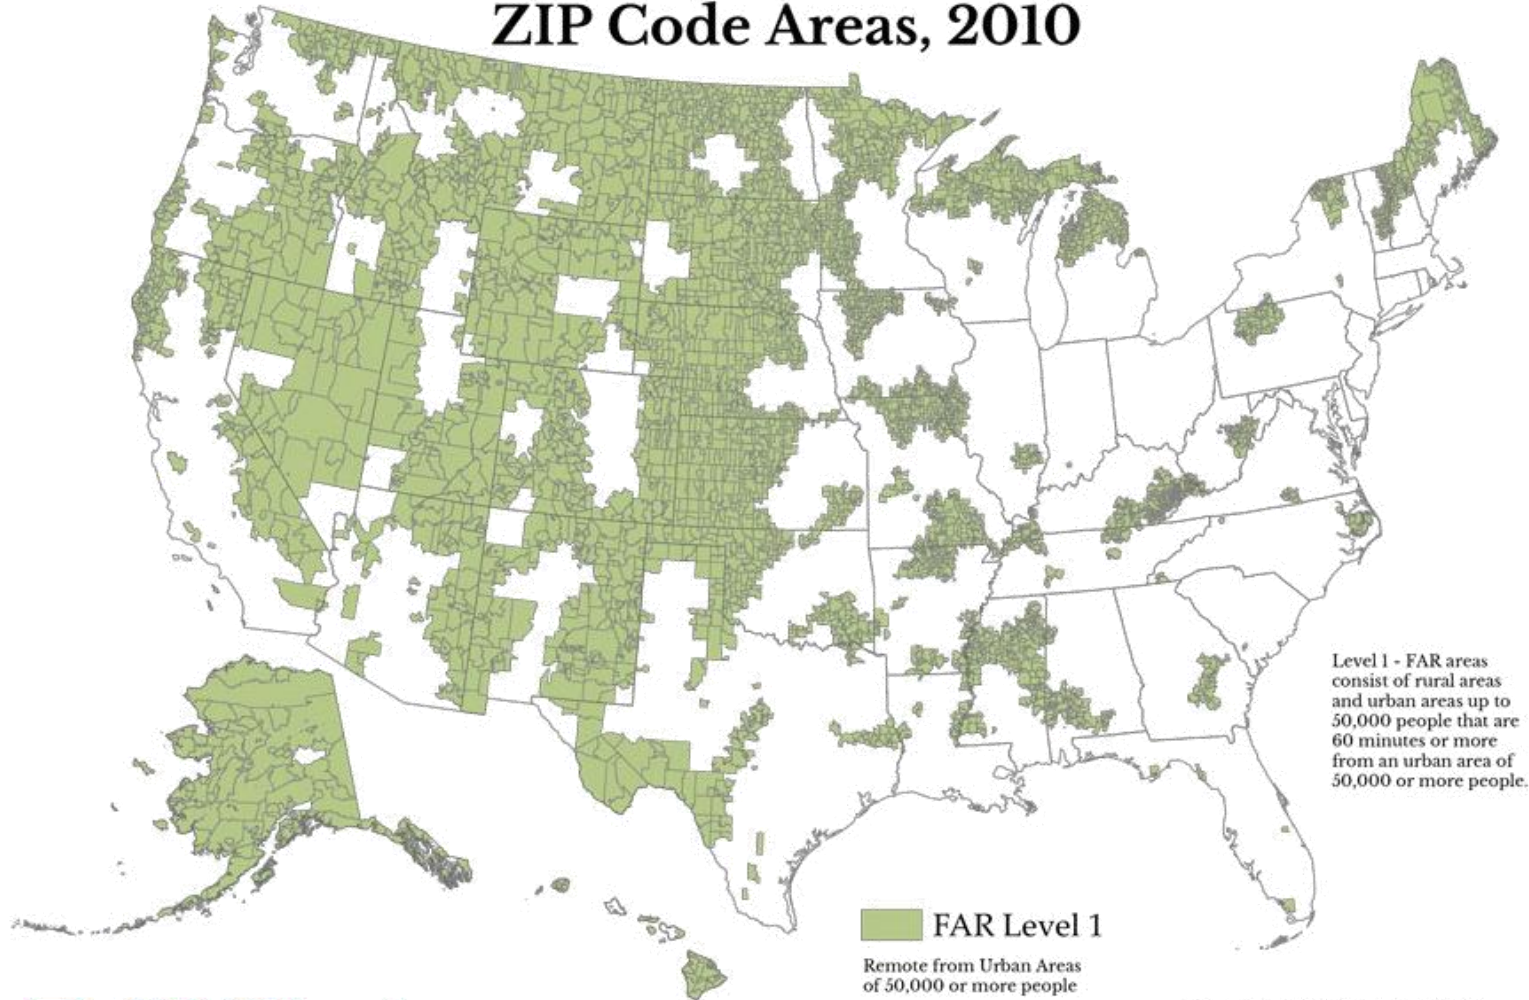 ZIP Code Areas, 2010
Level 1 - FAR areas
consist of rural areas
and urban areas up to
50,000 people that are
60 minutes or more
from an urban area of
50,000 or more people.
FAR Level 1
Remote from Urban Areas
of 50,000 or more people